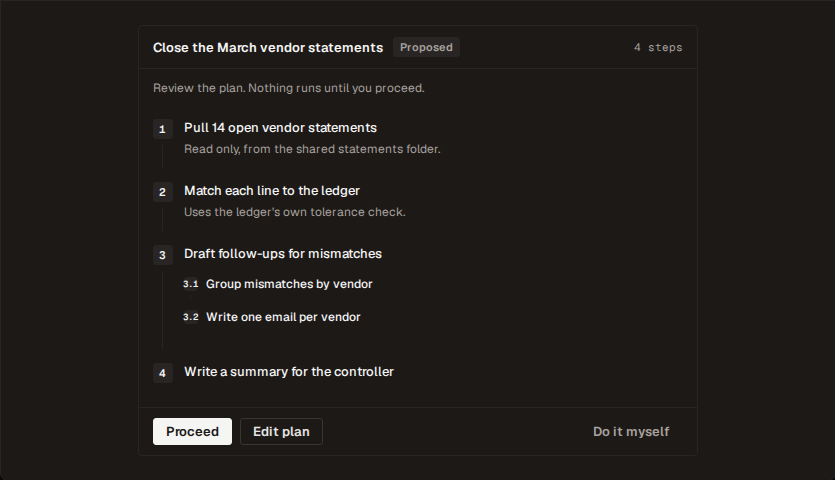 Close the March vendor statements Proposed 4 steps
Review the plan. Nothing runs until you proceed.
1 Pull 14 open vendor statements
Read only, from the shared statements folder.
2 Match each line to the ledger
Uses the ledger's own tolerance check.
3 Draft follow-ups for mismatches
3.1 Group mismatches by vendor
3.2 Write one email per vendor
4 Write a summary for the controller
Proceed Edit plan Do it myself